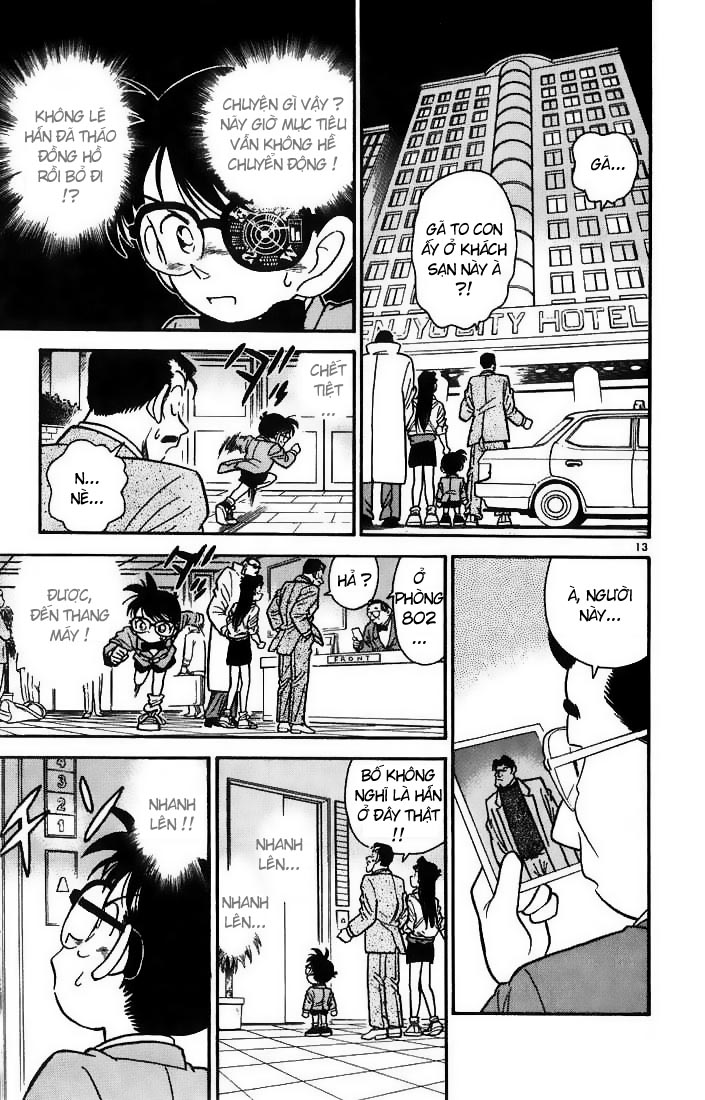 GÃ...
GÃ TO CON
ẤY Ở KHÁCH
SẠN NÀY À
?!
ENJYO CITY HOTEL
CHUYỆN GÌ VẬY ?
NÀY GIỜ MỤC TIÊU
VẪN KHÔNG HỀ
CHUYỂN ĐỘNG !
KHÔNG LẼ
HẮN ĐÃ THÁO
ĐỒNG HỒ
RỒI BỎ ĐI
!?
CHẾT
TIỆT
...
N...
NÈ...
13
À, NGƯỜI
NÀY...
Ở
PHÒNG
802
...
HẢ ?
FRONT
ĐƯỢC,
ĐẾN THANG
MÁY !
BỐ KHÔNG
NGHĨ LÀ HẮN
Ở ĐÂY THẬT
!!
NHANH
LÊN...
NHANH
LÊN...
NHANH
LÊN !!
4
3
2
1